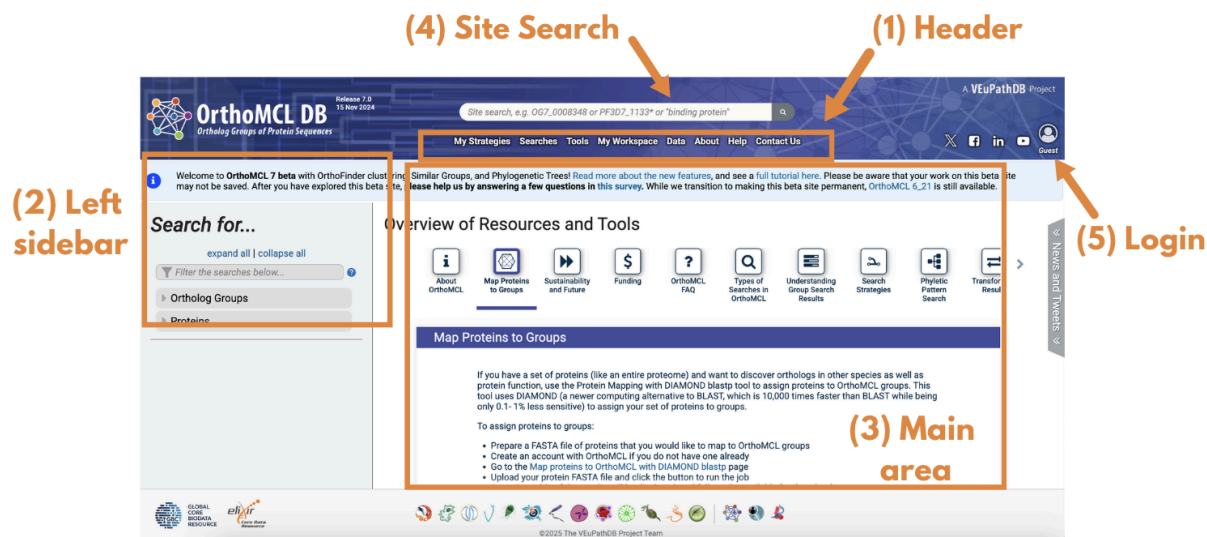 (4) Site Search
(1) Header
OrthoMCL DB
Release 7.0
15 Nov 2024
Ortholog Groups of Protein Sequences
Site search, e.g. OG7_0008348 or PF3D7_1133* or "binding protein"
A VEuPathDB Project
My Strategies Searches Tools My Workspace Data About Help Contact Us
Guest
Welcome to OrthoMCL 7 beta with OrthoFinder clustering, Similar Groups, and Phylogenetic Trees! Read more about the new features, and see a full tutorial here. Please be aware that your work on this beta site
may not be saved. After you have explored this beta site, please help us by answering a few questions in this survey. While we transition to making this beta site permanent, OrthoMCL 6_21 is still available.
(2) Left
sidebar
Search for...
expand all | collapse all
Filter the searches below...
Ortholog Groups
Proteins
Overview of Resources and Tools
About
OrthoMCL
Map Proteins
to Groups
Sustainability
and Future
Funding
OrthoMCL
FAQ
Types of
Searches in
OrthoMCL
Understanding
Group Search
Results
Search
Strategies
Phyletic
Pattern
Search
Transfor
Resul
News and Tweets
(5) Login
Map Proteins to Groups
If you have a set of proteins (like an entire proteome) and want to discover orthologs in other species as well as
protein function, use the Protein Mapping with DIAMOND blastp tool to assign proteins to OrthoMCL groups. This
tool uses DIAMOND (a newer computing alternative to BLAST, which is 10,000 times faster than BLAST while being
only 0.1- 1% less sensitive) to assign your set of proteins to groups.
To assign proteins to groups:
• Prepare a FASTA file of proteins that you would like to map to OrthoMCL groups
• Create an account with OrthoMCL if you do not have one already
• Go to the Map proteins to OrthoMCL with DIAMOND blastp page
• Upload your protein FASTA file and click the button to run the job
(3) Main
area
GBC
GLOBAL
CORE
BIODATA
RESOURCE
elixir
Core Data
Resource
©2025 The VEuPathDB Project Team